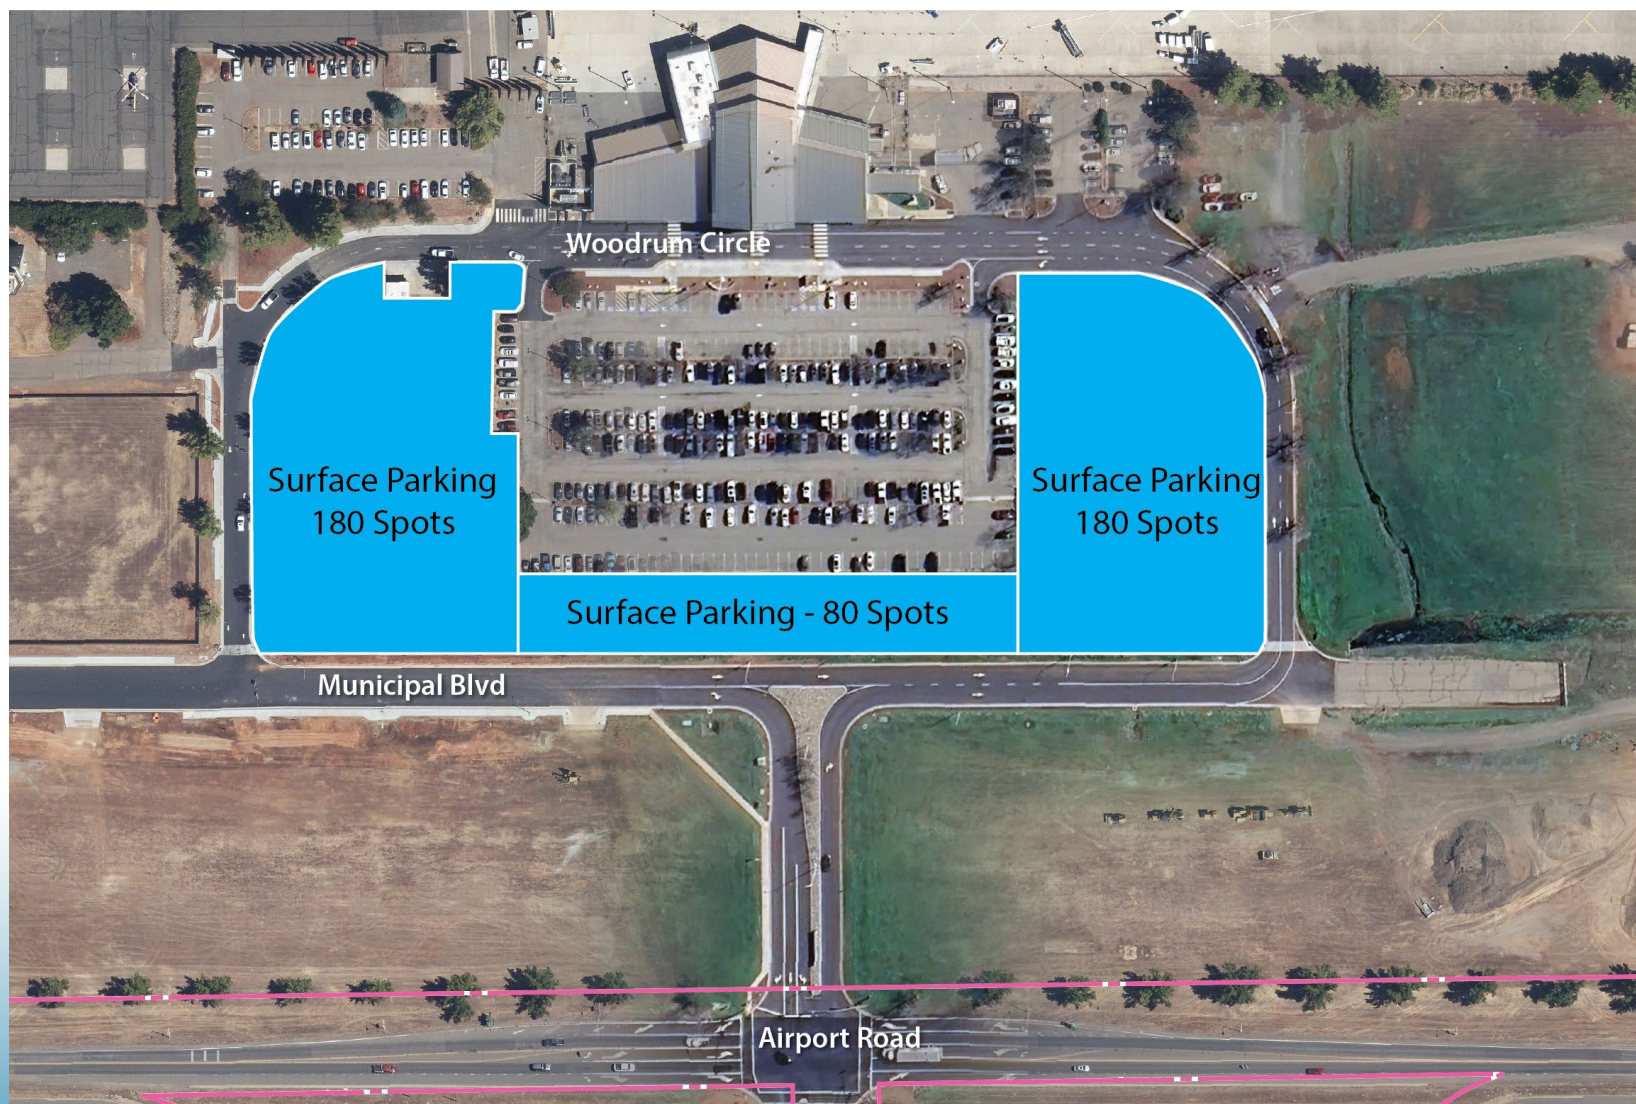 Woodrum Circle
Surface Parking
180 Spots
Surface Parking
180 Spots
Surface Parking - 80 Spots
Municipal Blvd
Airport Road